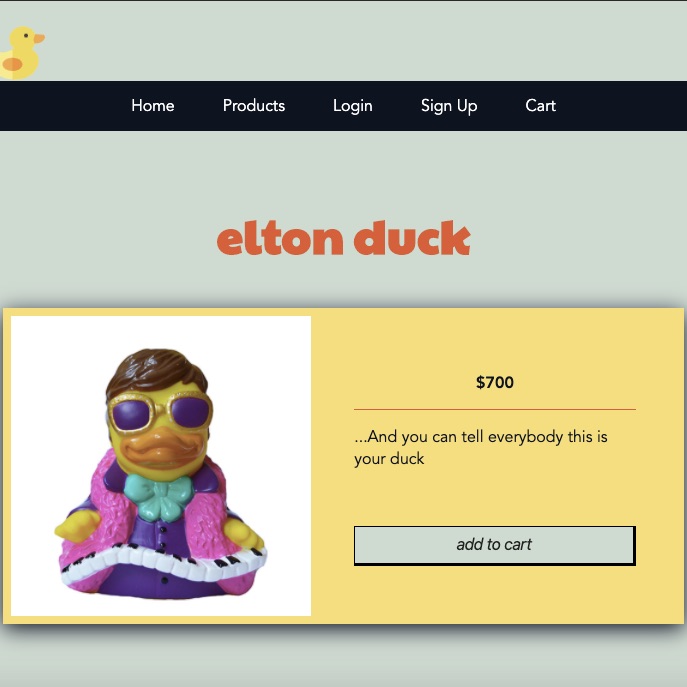 Home Products Login Sign Up Cart
elton duck
$700
...And you can tell everybody this is
your duck
add to cart